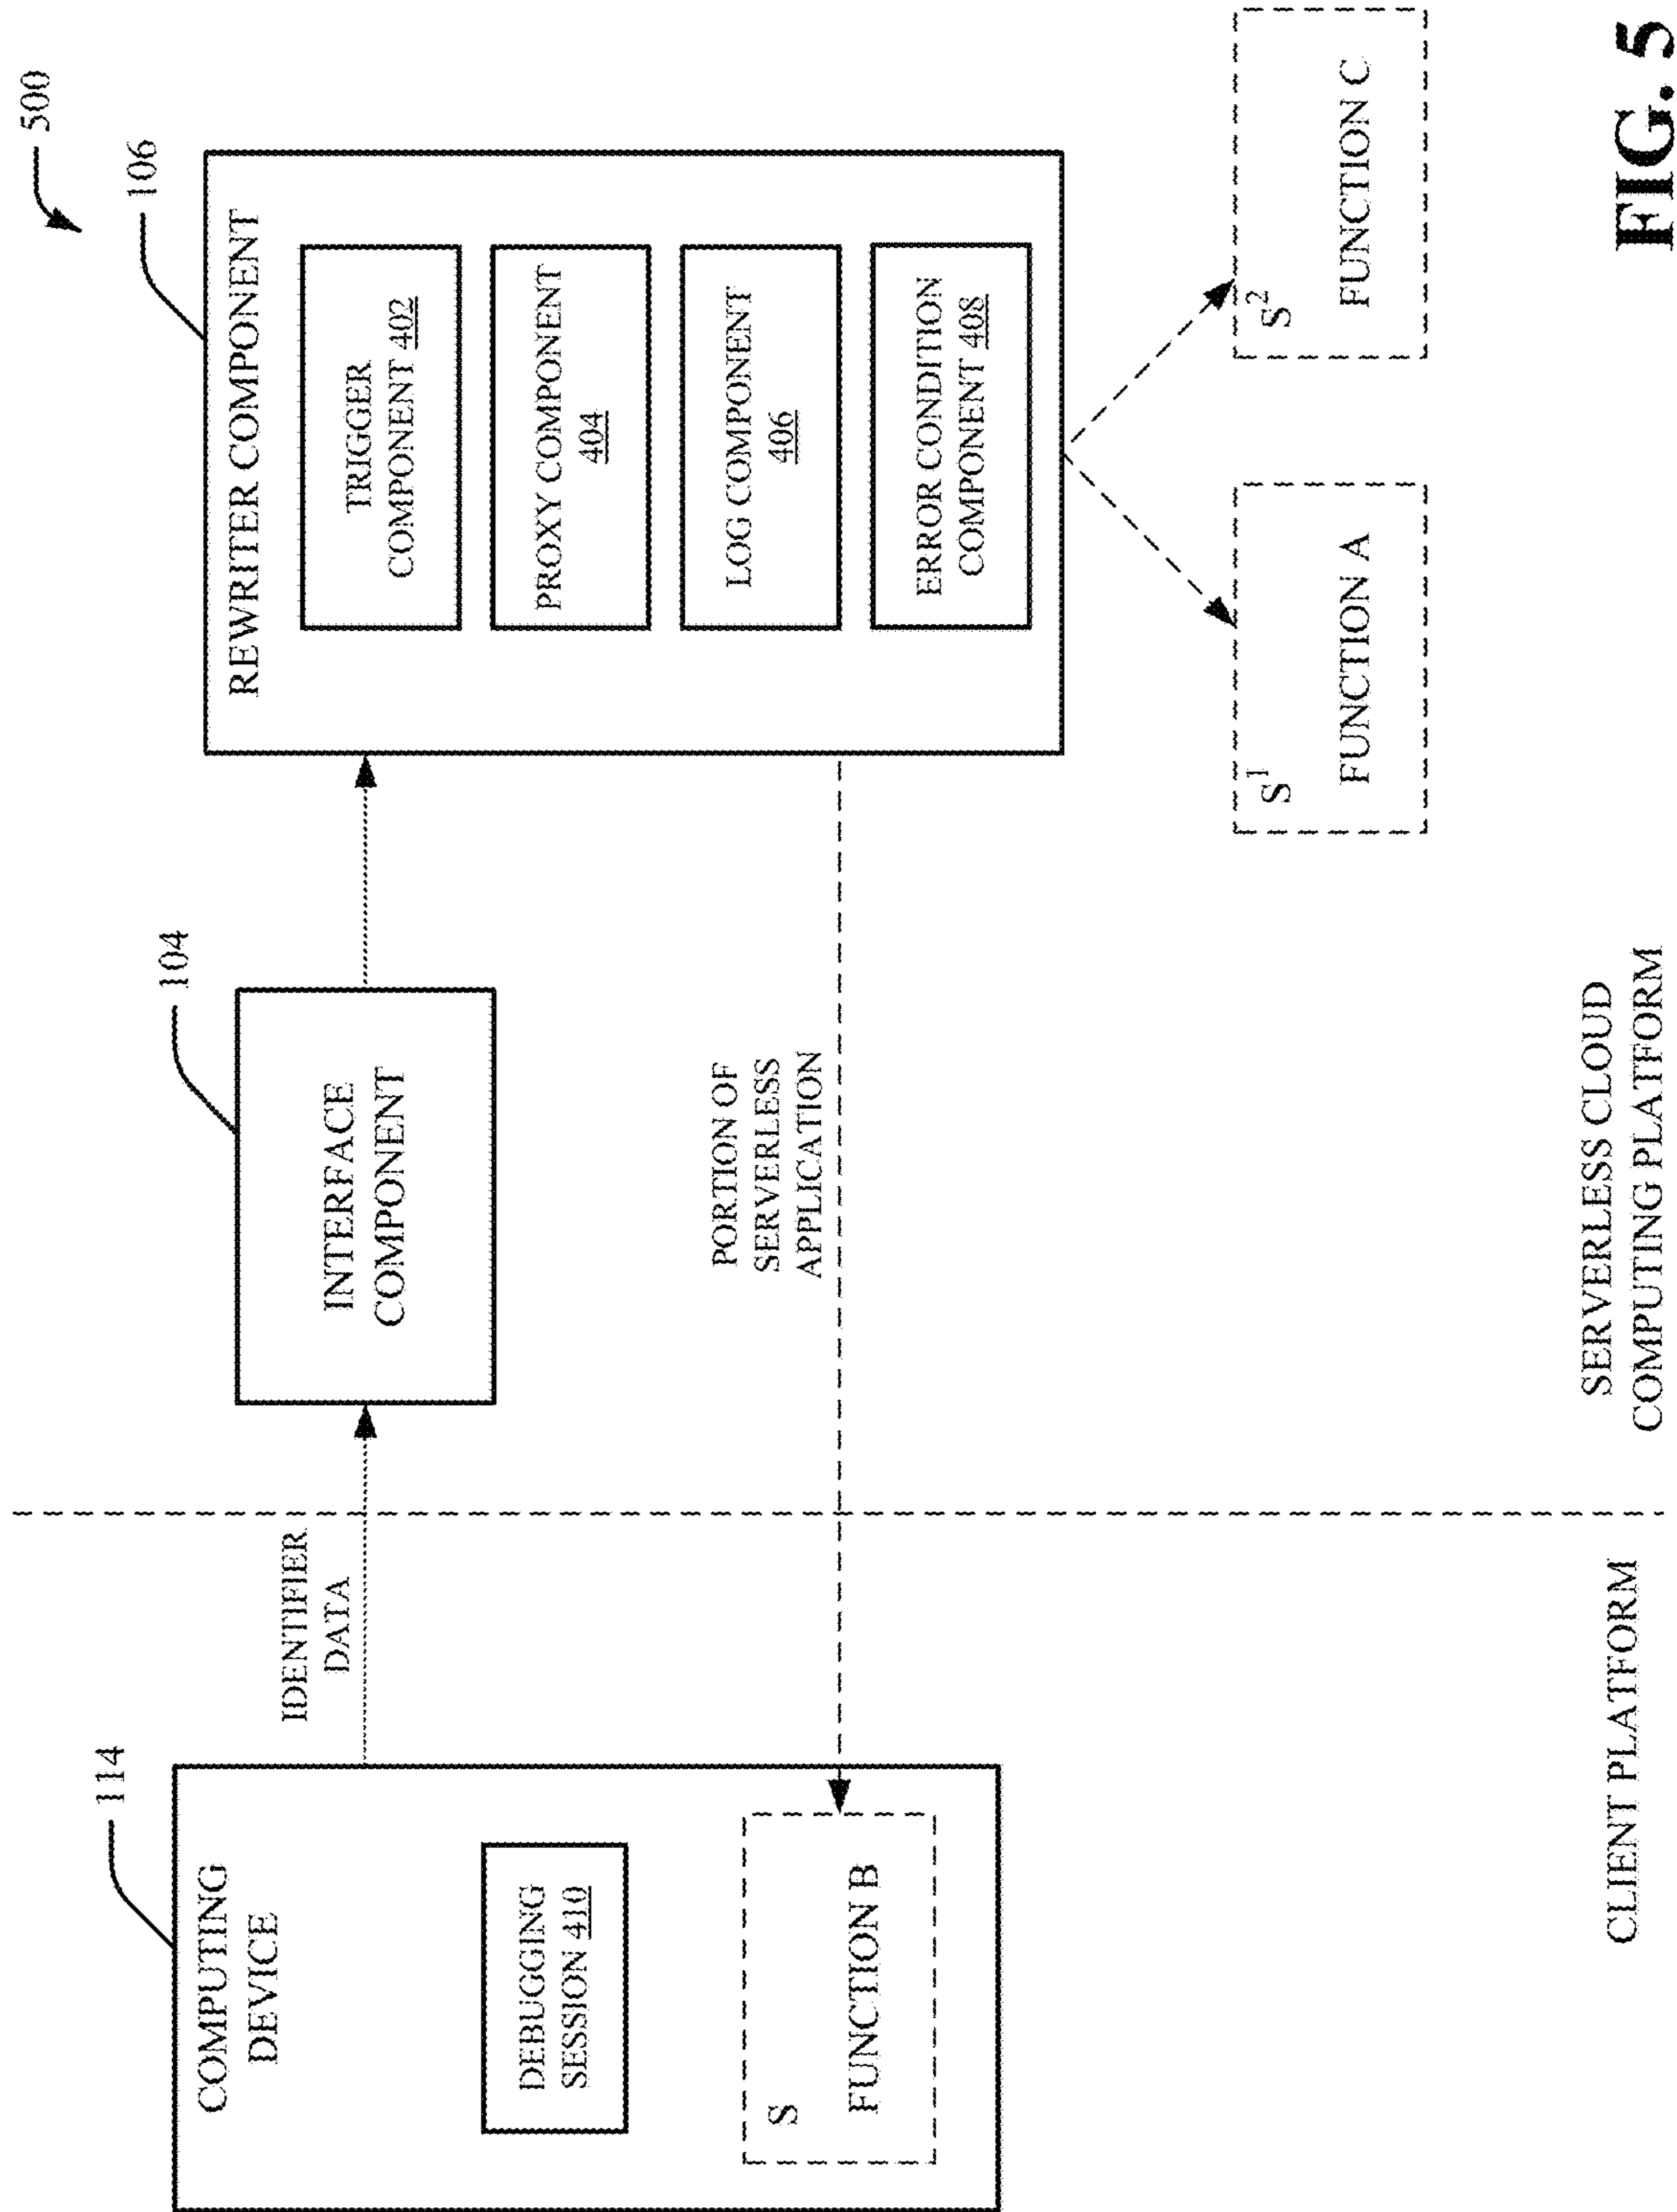 500
114
COMPUTING
DEVICE
DEBUGGING
SESSION 410
S
FUNCTION B
IDENTIFIER
DATA
104
INTERFACE
COMPONENT
PORTION OF
SERVERLESS
APPLICATION
106
REWRITER COMPONENT
TRIGGER
COMPONENT 402
PROXY COMPONENT
404
LOG COMPONENT
406
ERROR CONDITION
COMPONENT 408
S1
FUNCTION A
S2
FUNCTION C
CLIENT PLATFORM
SERVERLESS CLOUD
COMPUTING PLATFORM
FIG. 5